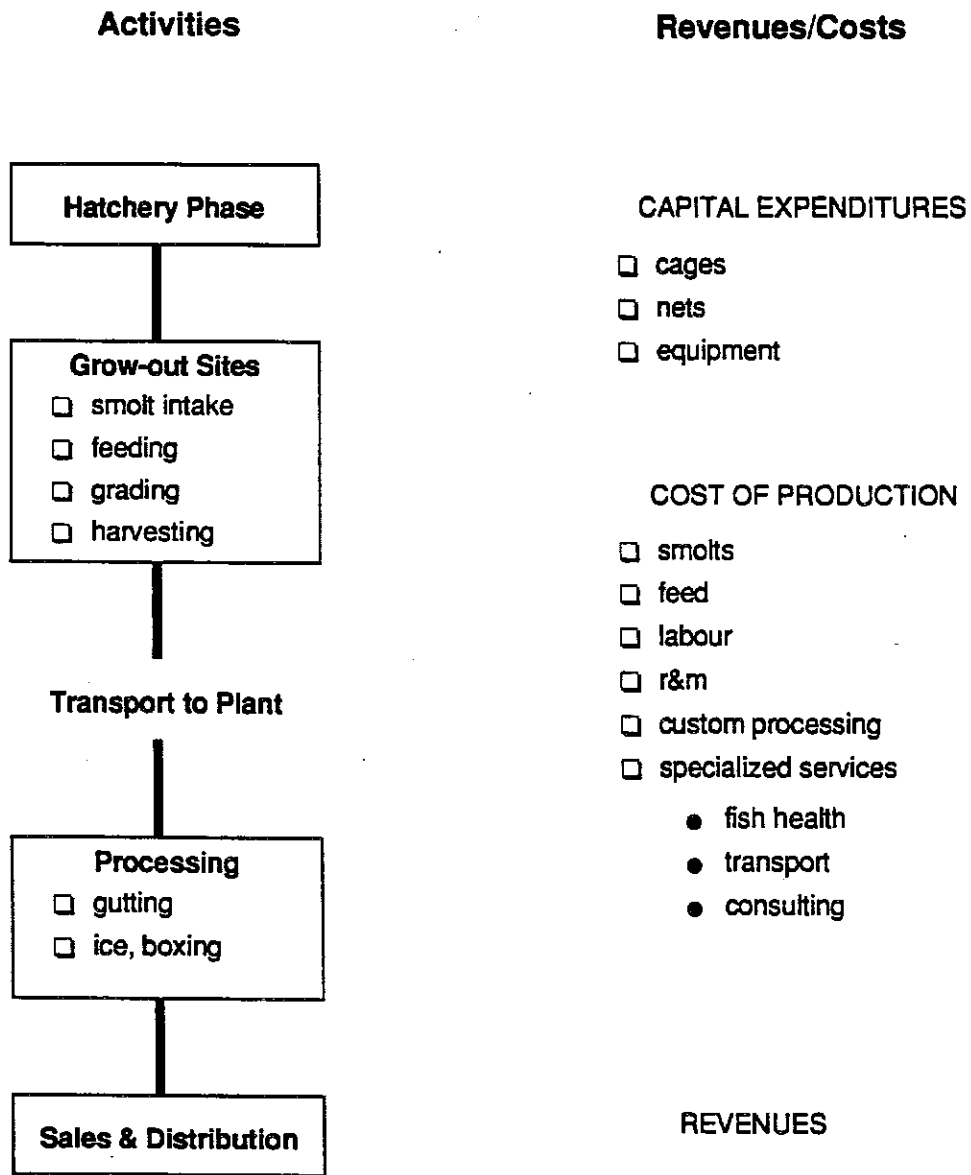 Activities
Revenues/Costs
Hatchery Phase
Grow-out Sites
❑ smolt intake
❑ feeding
❑ grading
❑ harvesting
Transport to Plant
Processing
❑ gutting
❑ ice, boxing
Sales & Distribution
CAPITAL EXPENDITURES
❑ cages
❑ nets
❑ equipment
COST OF PRODUCTION
❑ smolts
❑ feed
❑ labour
❑ r&m
❑ custom processing
❑ specialized services
● fish health
● transport
● consulting
REVENUES